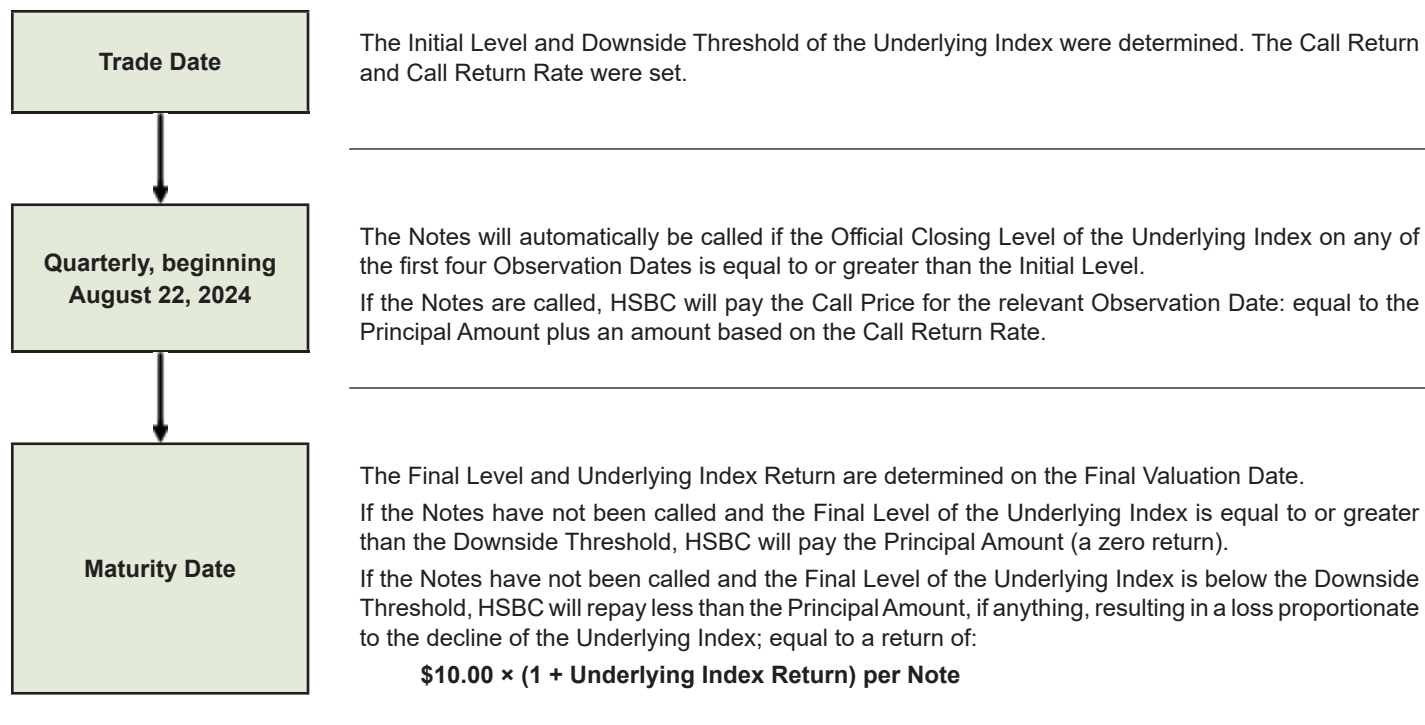 Trade Date
The Initial Level and Downside Threshold of the Underlying Index were determined. The Call Return
and Call Return Rate were set.
Quarterly, beginning
August 22, 2024
The Notes will automatically be called if the Official Closing Level of the Underlying Index on any of
the first four Observation Dates is equal to or greater than the Initial Level.
If the Notes are called, HSBC will pay the Call Price for the relevant Observation Date: equal to the
Principal Amount plus an amount based on the Call Return Rate.
Maturity Date
The Final Level and Underlying Index Return are determined on the Final Valuation Date.
If the Notes have not been called and the Final Level of the Underlying Index is equal to or greater
than the Downside Threshold, HSBC will pay the Principal Amount (a zero return).
If the Notes have not been called and the Final Level of the Underlying Index is below the Downside
Threshold, HSBC will repay less than the Principal Amount, if anything, resulting in a loss proportionate
to the decline of the Underlying Index; equal to a return of:
$10.00 × (1 + Underlying Index Return) per Note